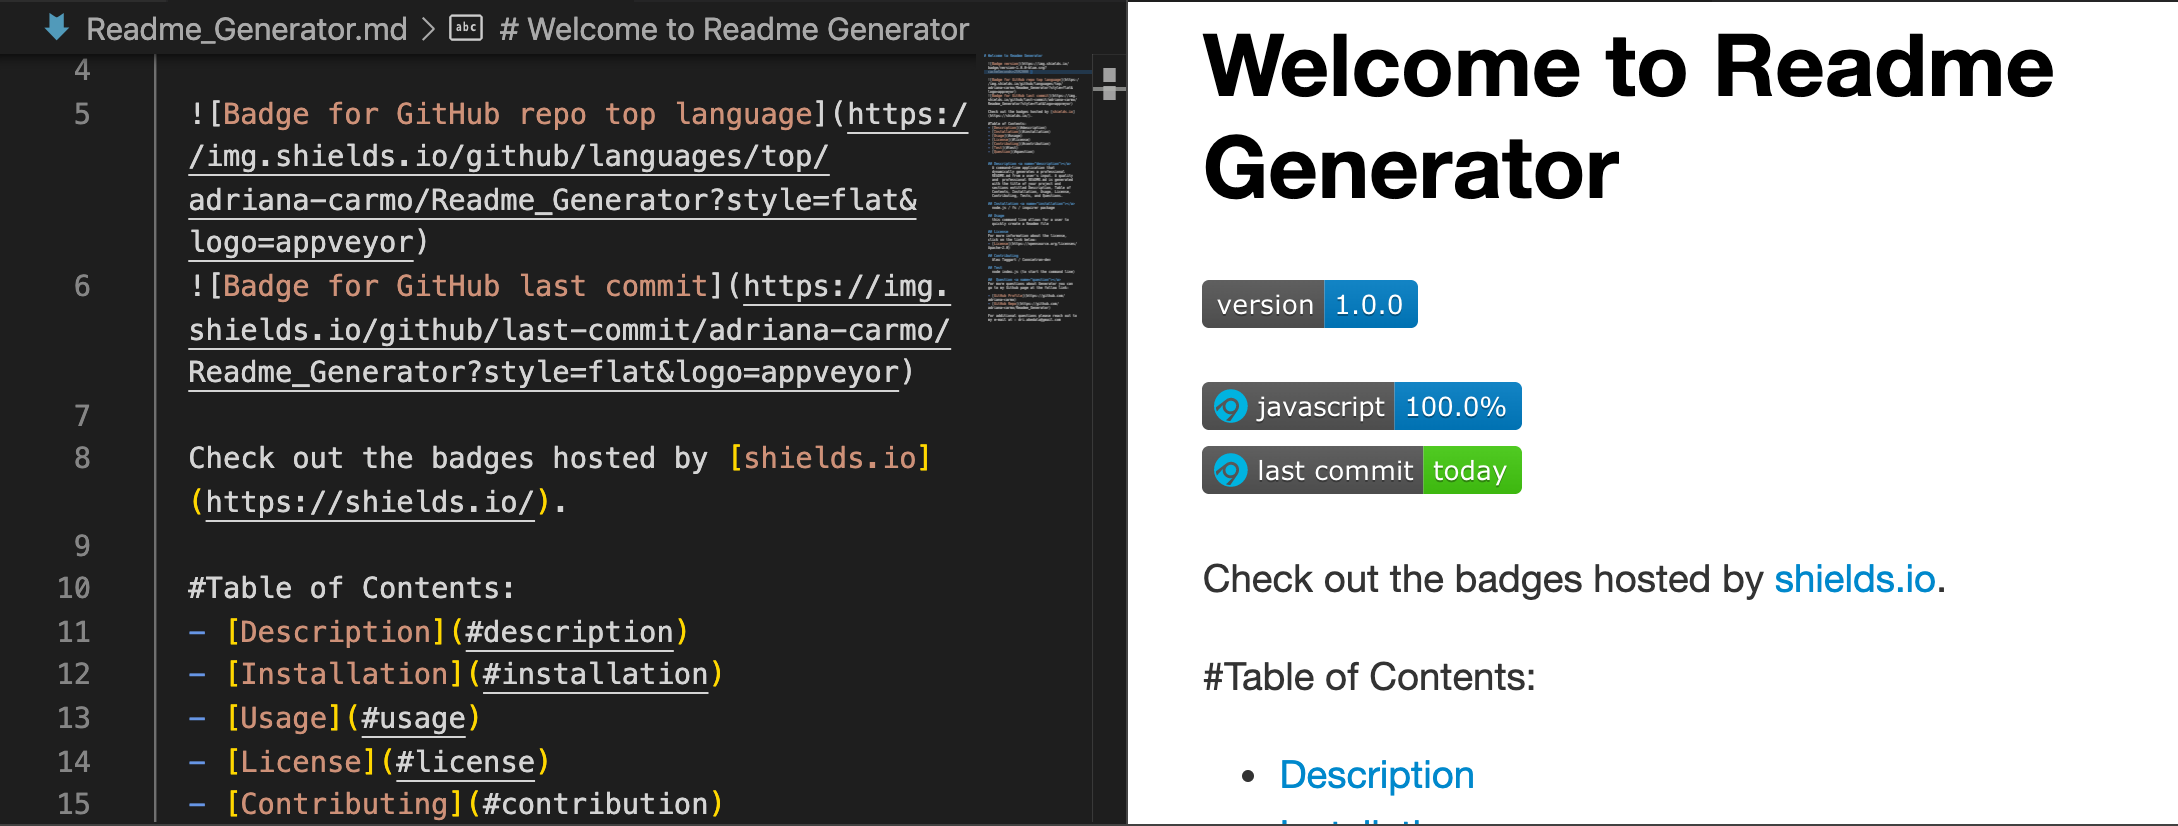 Readme_Generator.md > # Welcome to Readme Generator
4
5 ![Badge for GitHub repo top language](https:/
/img.shields.io/github/languages/top/
adriana-carmo/Readme_Generator?style=flat&
logo=appveyor)
6 ![Badge for GitHub last commit](https://img.
shields.io/github/last-commit/adriana-carmo/
Readme_Generator?style=flat&logo=appveyor)
7
8 Check out the badges hosted by [shields.io]
(https://shields.io/).
9
10 #Table of Contents:
11 - [Description](#description)
12 - [Installation](#installation)
13 - [Usage](#usage)
14 - [License](#license)
15 - [Contributing](#contribution)
Welcome to Readme
Generator
version 1.0.0
javascript 100.0%
last commit today
Check out the badges hosted by shields.io.
#Table of Contents:
• Description